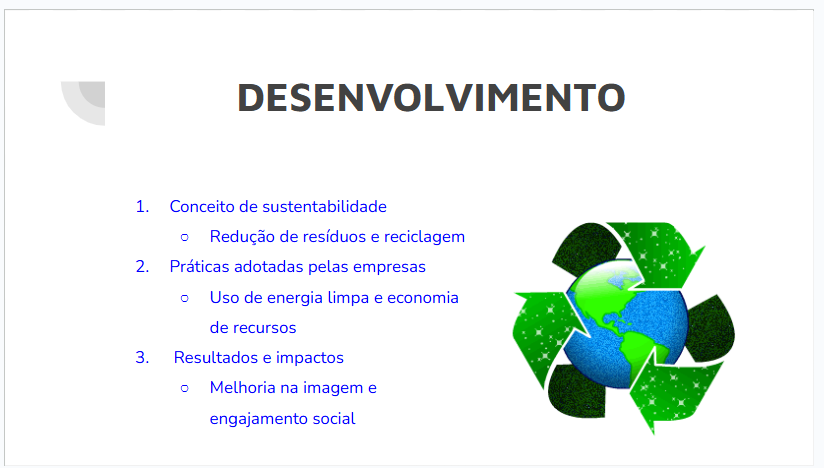 DESENVOLVIMENTO
1. Conceito de sustentabilidade
○ Redução de resíduos e reciclagem
2. Práticas adotadas pelas empresas
○ Uso de energia limpa e economia
de recursos
3. Resultados e impactos
○ Melhoria na imagem e
engajamento social